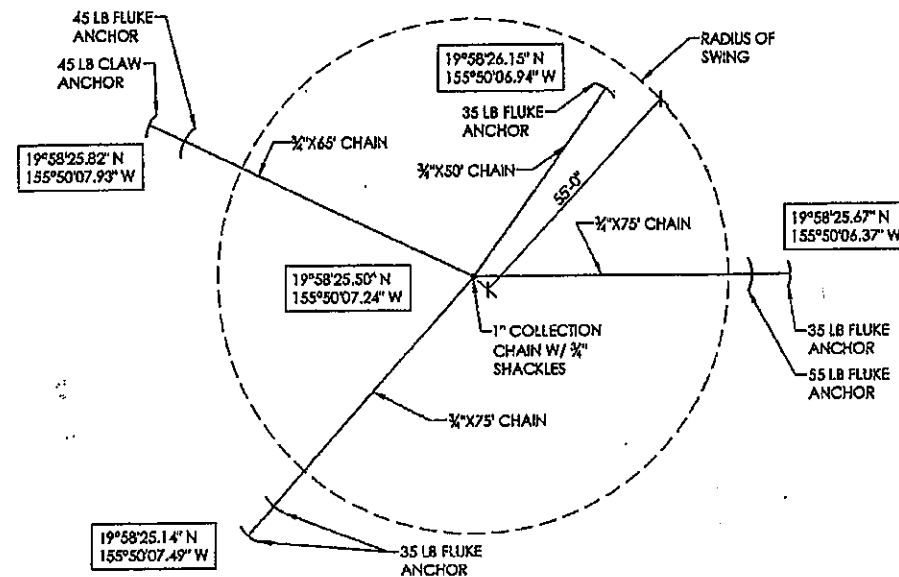 45 LB FLUKE
ANCHOR
45 LB CLAW
ANCHOR
19°58'26.15" N
155°50'06.94" W
RADIUS OF
SWING
35 LB FLUKE
ANCHOR
¾"X65' CHAIN
¾"X50' CHAIN
55'-0"
19°58'25.82" N
155°50'07.93" W
19°58'25.67" N
155°50'06.37" W
¾"X75' CHAIN
19°58'25.50" N
155°50'07.24" W
1" COLLECTION
CHAIN W/ ¾"
SHACKLES
35 LB FLUKE
ANCHOR
55 LB FLUKE
ANCHOR
¾"X75' CHAIN
19°58'25.14" N
155°50'07.49" W
35 LB FLUKE
ANCHOR